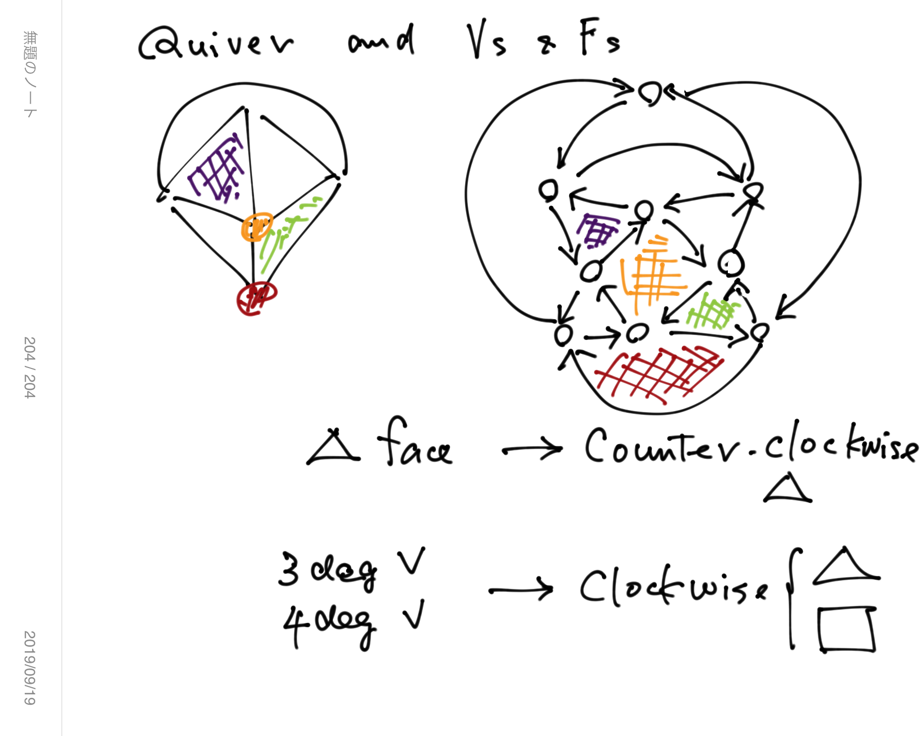 Quiver and Vs & Fs
△ face → Counter-clockwise
△
3 deg V
4 deg V
→ Clockwise { △ □
無題のノート
204 / 204
2019/09/19